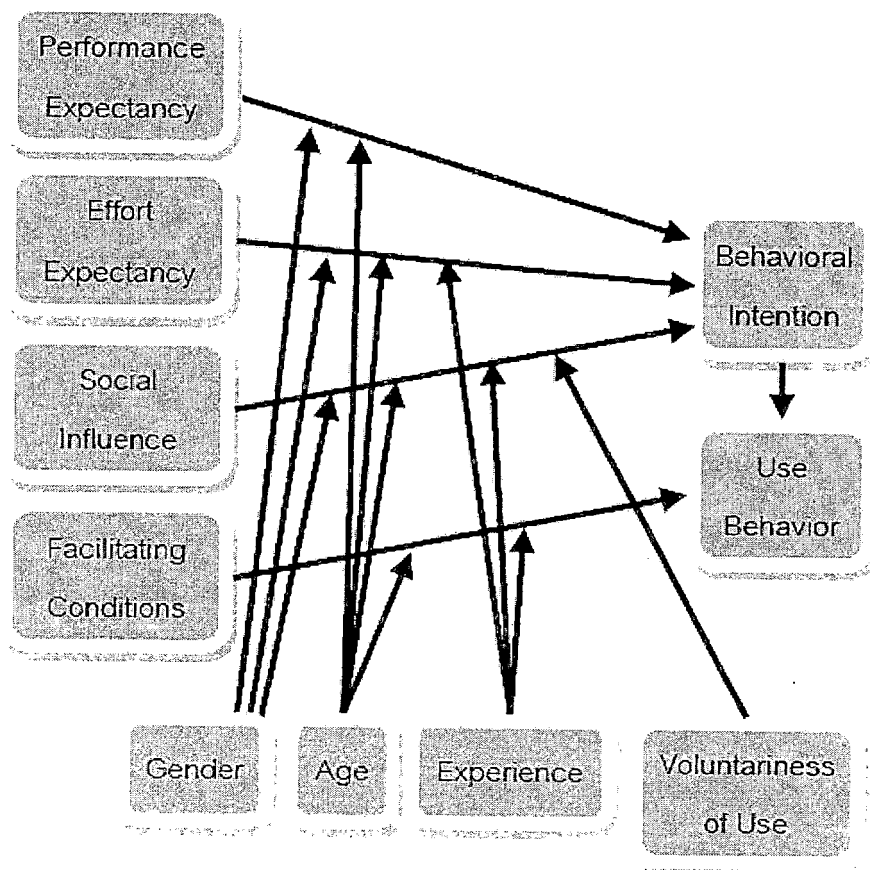 Performance
Expectancy
Effort
Expectancy
Social
Influence
Facilitating
Conditions
Behavioral
Intention
Use
Behavior
Gender
Age
Experience
Voluntariness
of Use